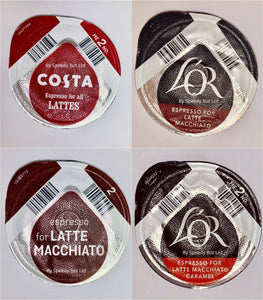 COSTA
By Speedy Bot Ltd
Espresso for all
LATTES
2
L'OR
By Speedy Bot Ltd
ESPRESSO FOR
LATTE
MACCHIATO
2
espresso
for LATTE
MACCHIATO
By Speedy Bot Ltd
2
L'OR
By Speedy Bot Ltd
ESPRESSO FOR
LATTE MACCHIATO
CARAMEL
2